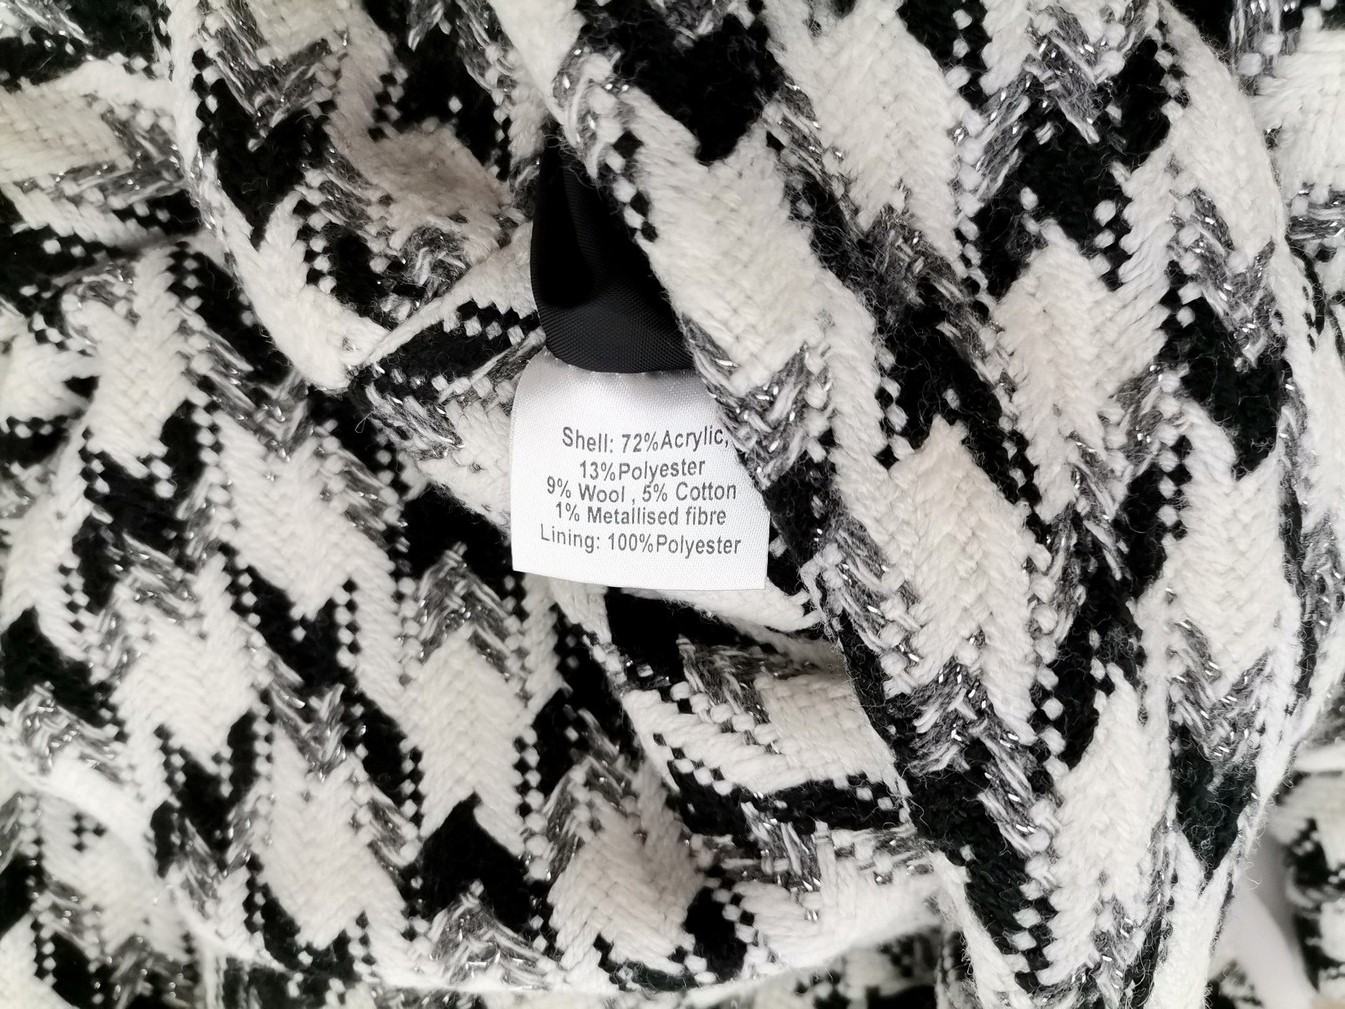 Shell: 72%Acrylic,
13%Polyester
9% Wool , 5% Cotton
1% Metallised fibre
Lining: 100%Polyester